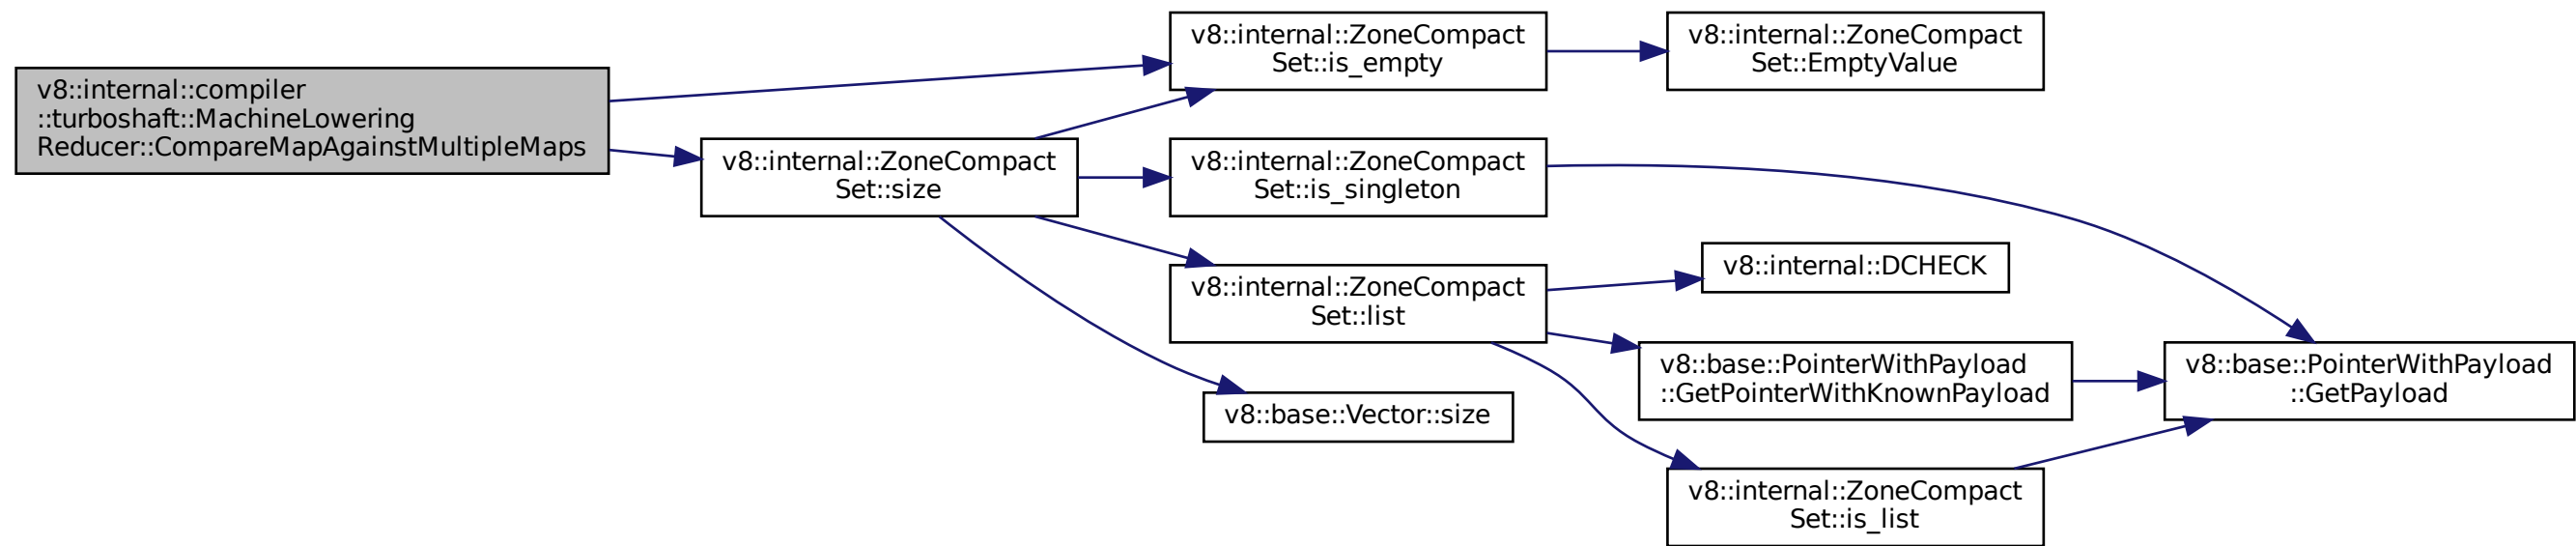 v8::internal::compiler
::turboshaft::MachineLowering
Reducer::CompareMapAgainstMultipleMaps
v8::internal::ZoneCompact
Set::is_empty
v8::internal::ZoneCompact
Set::EmptyValue
v8::internal::ZoneCompact
Set::size
v8::internal::ZoneCompact
Set::is_singleton
v8::internal::ZoneCompact
Set::list
v8::internal::DCHECK
v8::base::PointerWithPayload
::GetPointerWithKnownPayload
v8::base::PointerWithPayload
::GetPayload
v8::base::Vector::size
v8::internal::ZoneCompact
Set::is_list